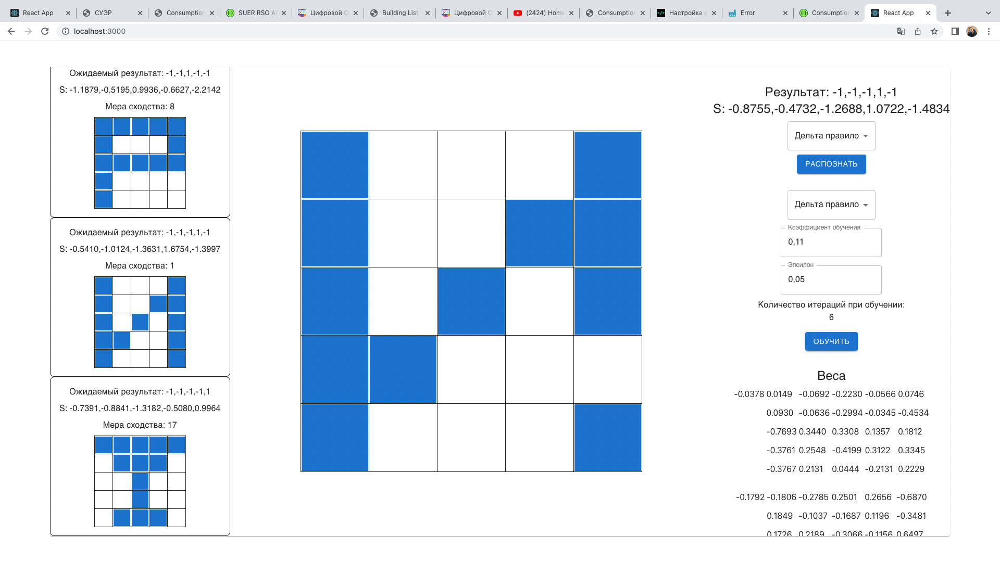 React App
СУЭР
Consumption
SUER RSO A
Цифровой О
Building List
Цифровой О
(2424) Home
Consumption
Настройка с
Error
Consumption
React App
localhost:3000
Ожидаемый результат: -1,-1,1,-1,-1
S: -1.1879,-0.5195,0.9936,-0.6627,-2.2142
Мера сходства: 8
Ожидаемый результат: -1,-1,-1,1,-1
S: -0.5410,-1.0124,-1.3631,1.6754,-1.3997
Мера сходства: 1
Ожидаемый результат: -1,-1,-1,-1,1
S: -0.7391,-0.8841,-1.3182,-0.5080,0.9964
Мера сходства: 17
Результат: -1,-1,-1,1,-1
S: -0.8755,-0.4732,-1.2688,1.0722,-1.4834
Дельта правило
РАСПОЗНАТЬ
Дельта правило
Коэффициент обучения
0,11
Эпсилон
0,05
Количество итераций при обучении:
6
ОБУЧИТЬ
Веса
-0.0378 0.0149 -0.0692 -0.2230 -0.0566 0.0746
0.0930 -0.0636 -0.2994 -0.0345 -0.4534
-0.7693 0.3440 0.3308 0.1357 0.1812
-0.3761 0.2548 -0.4199 0.3122 0.3345
-0.3767 0.2131 0.0444 -0.2131 0.2229
-0.1792 -0.1806 -0.2785 0.2501 0.2656 -0.6870
0.1849 -0.1037 -0.1687 0.1196 -0.3481
0.1726 0.2189 -0.3066 -0.1156 0.6497